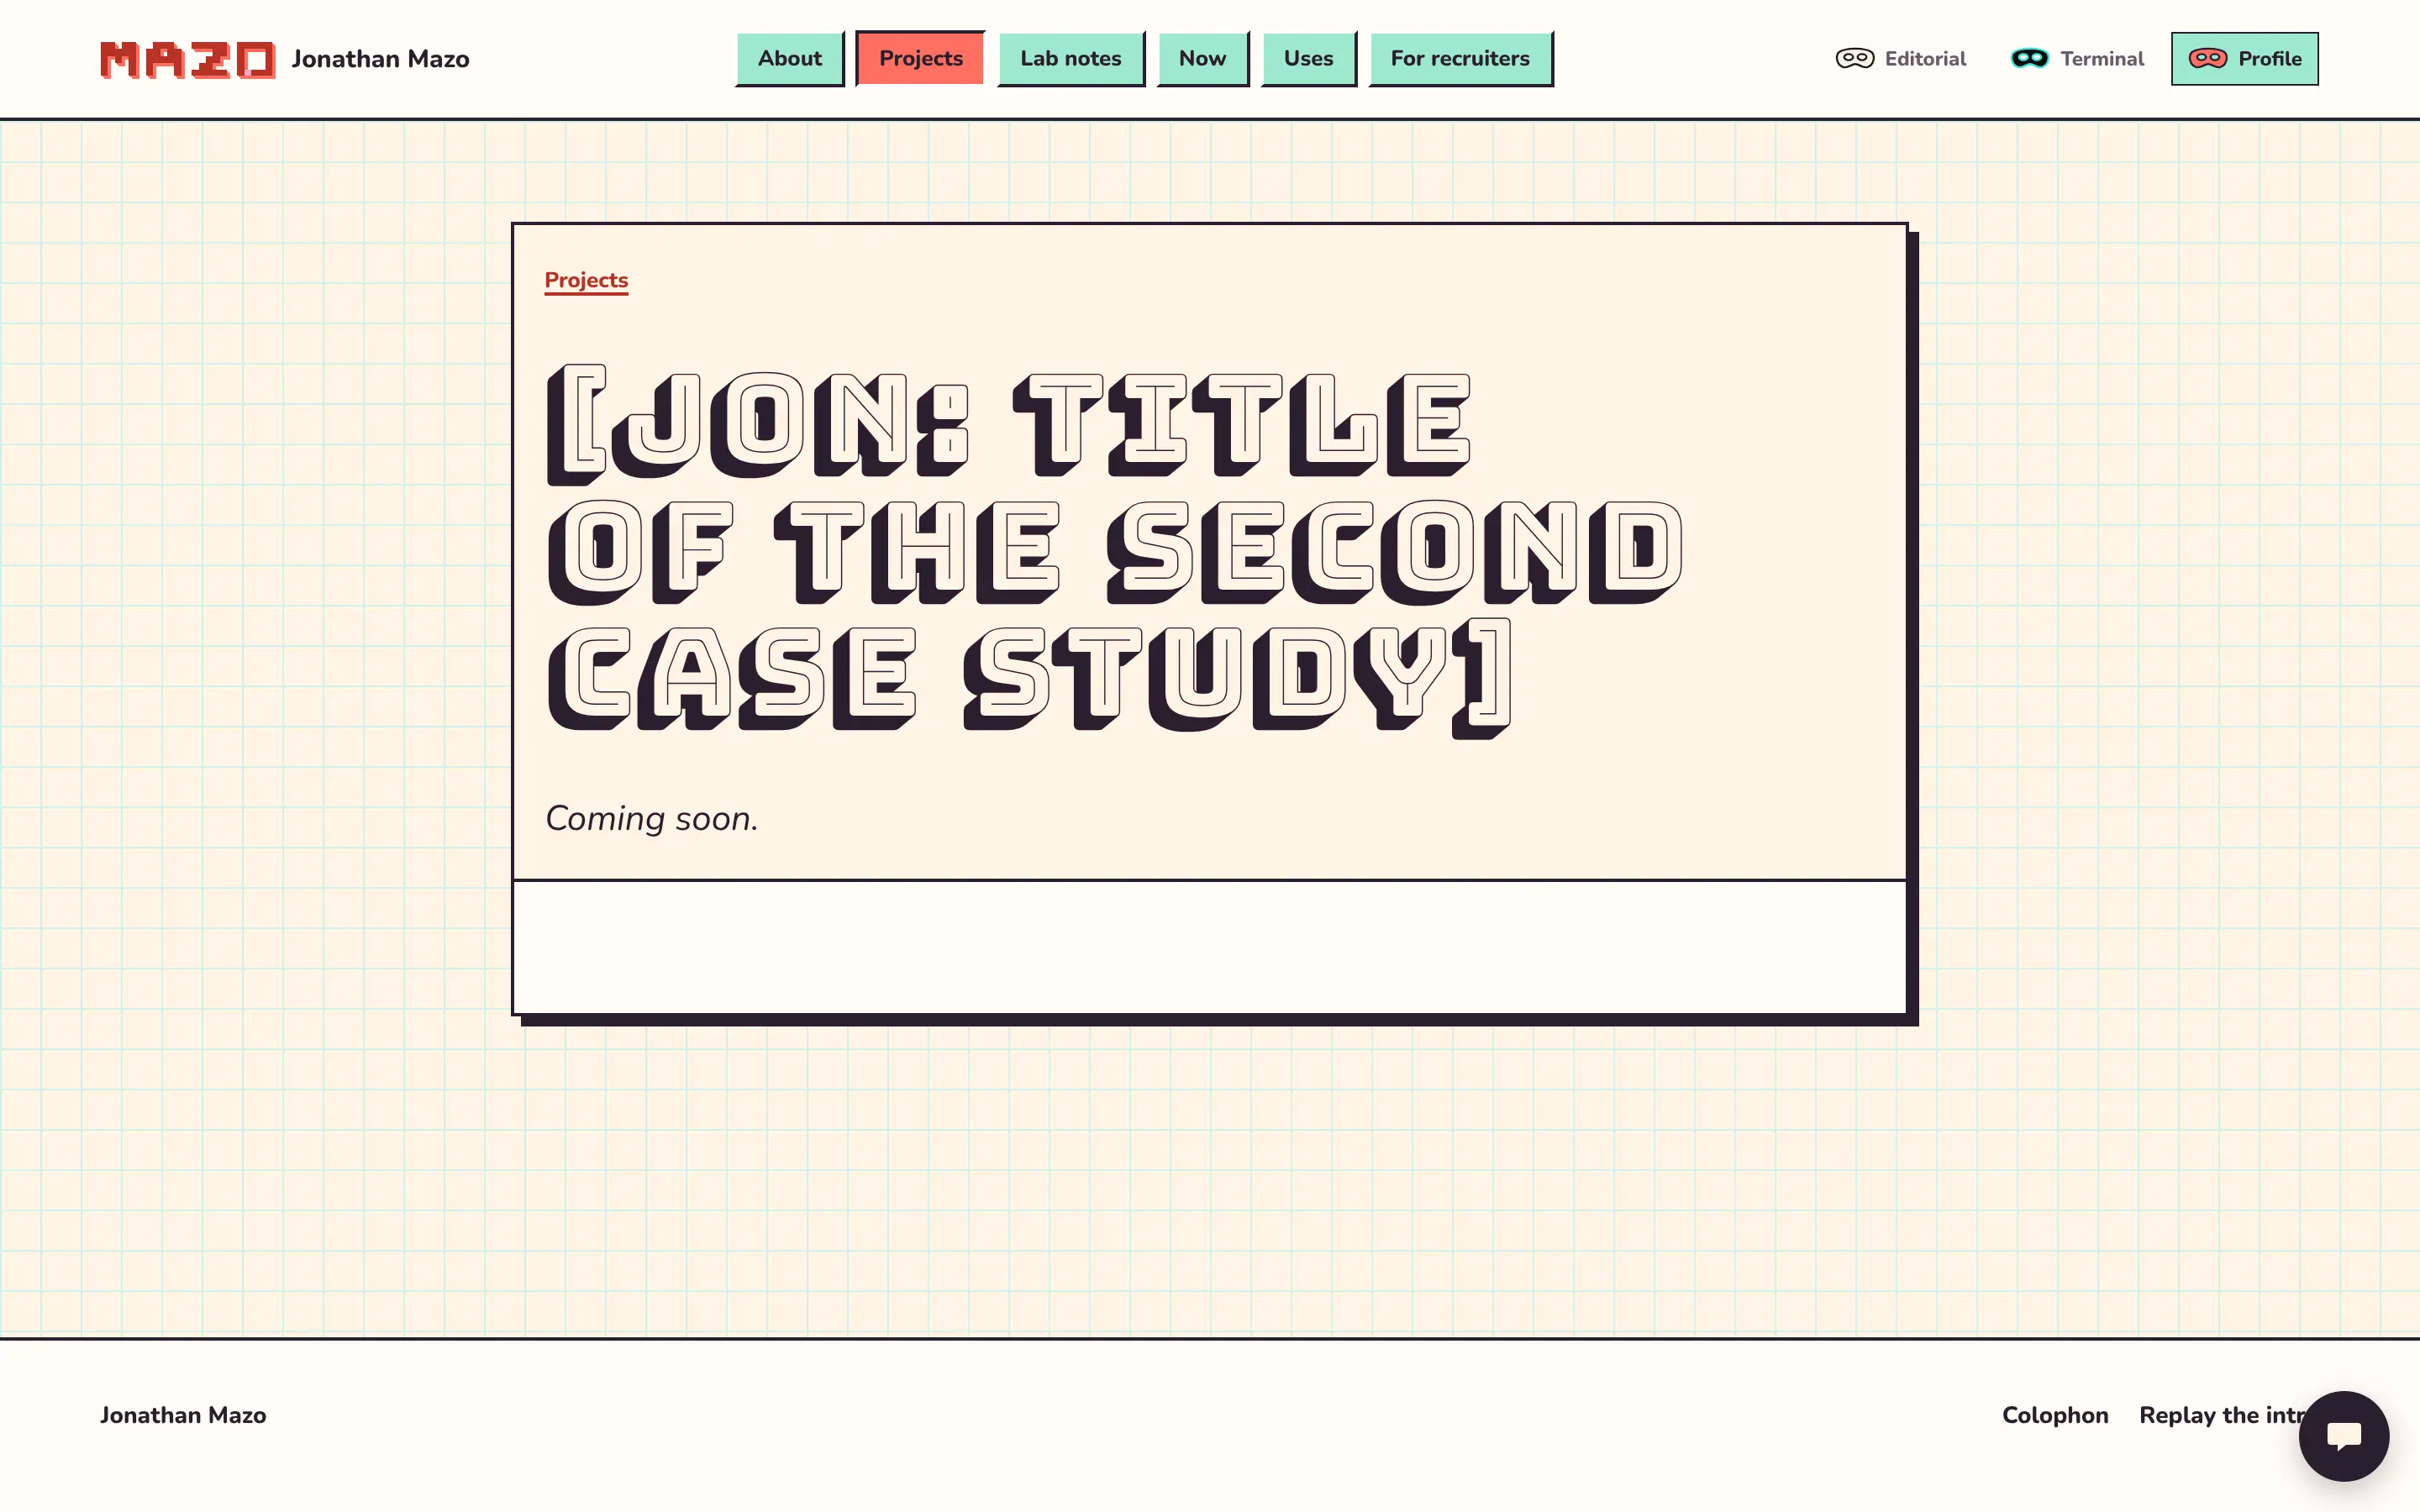 MAZO Jonathan Mazo
About Projects Lab notes Now Uses For recruiters
Editorial Terminal Profile
Projects
[JON: TITLE
OF THE SECOND
CASE STUDY]
Coming soon.
Jonathan Mazo
Colophon Replay the intr